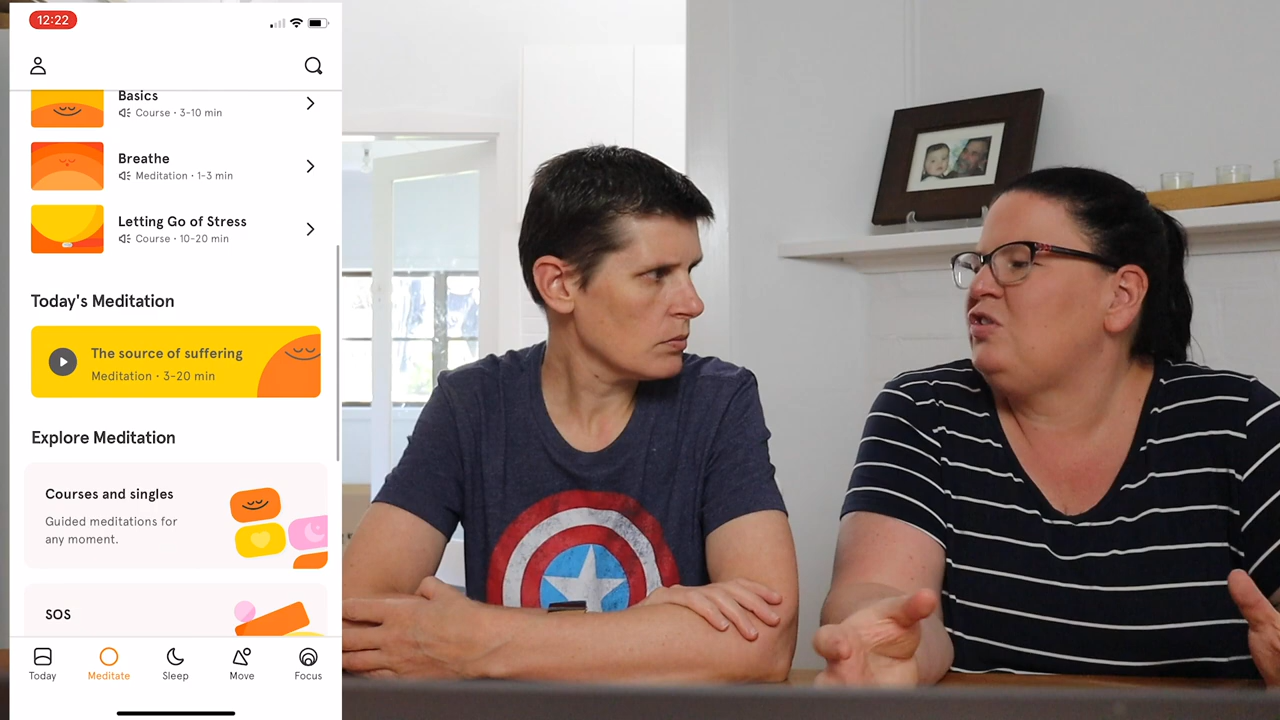 12:22
Basics
Course · 3-10 min
Breathe
Meditation · 1-3 min
Letting Go of Stress
Course · 10-20 min
Today's Meditation
The source of suffering
Meditation · 3-20 min
Explore Meditation
Courses and singles
Guided meditations for
any moment.
SOS
Today Meditate Sleep Move Focus